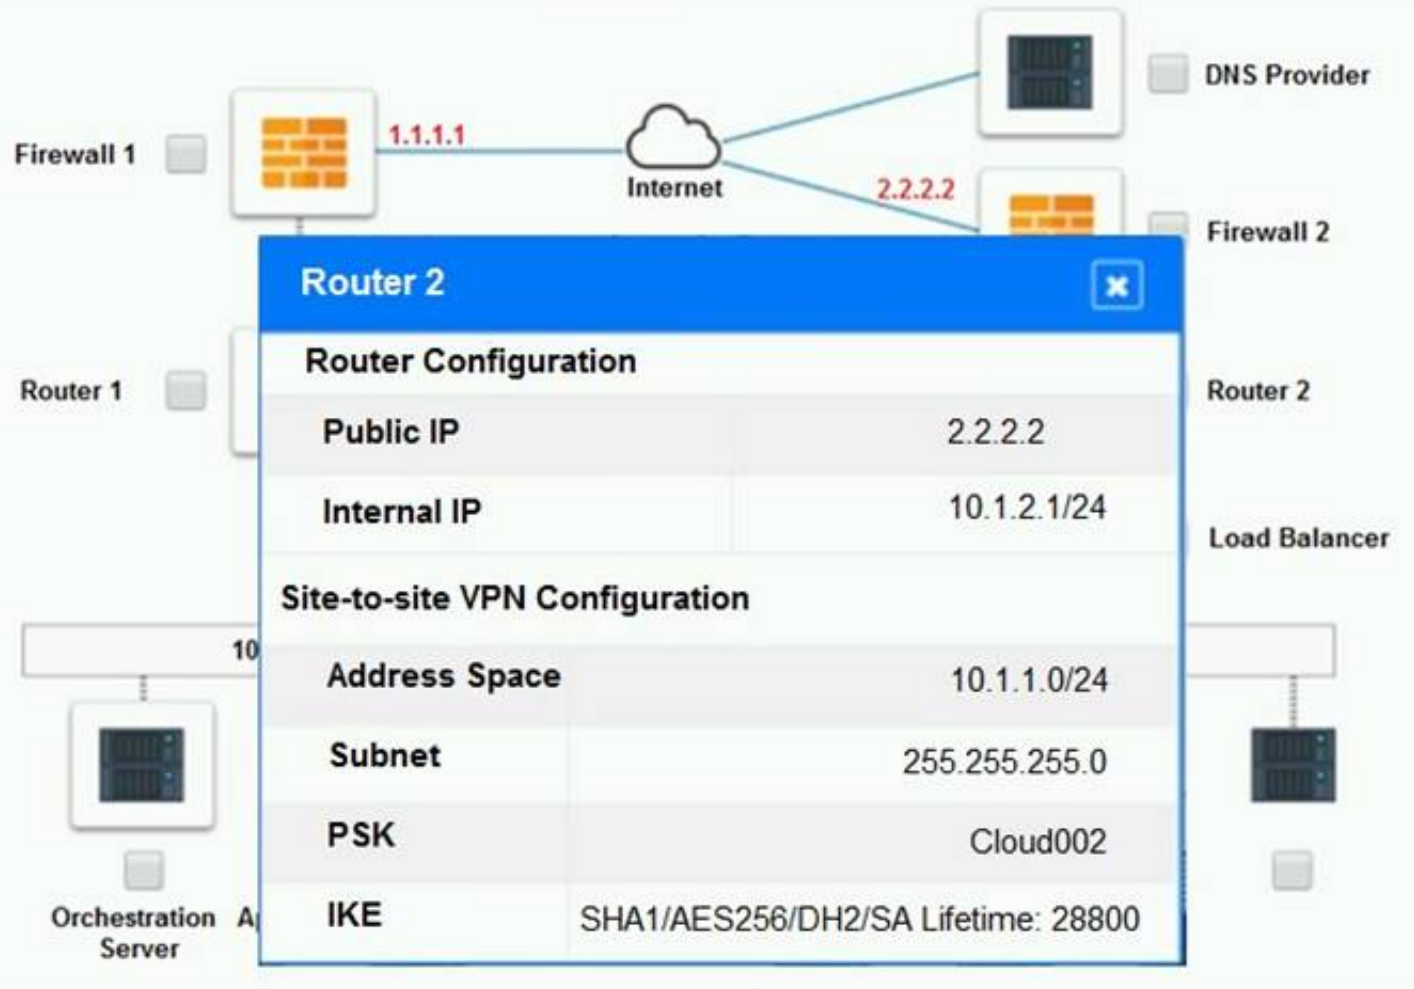 DNS Provider
Firewall 1
1.1.1.1
Internet
2.2.2.2
Firewall 2
Router 2
Router Configuration
Router 1
Router 2
Public IP 2.2.2.2
Internal IP 10.1.2.1/24
Load Balancer
Site-to-site VPN Configuration
10
Address Space 10.1.1.0/24
Subnet 255.255.255.0
PSK Cloud002
IKE SHA1/AES256/DH2/SA Lifetime: 28800
Orchestration
Server